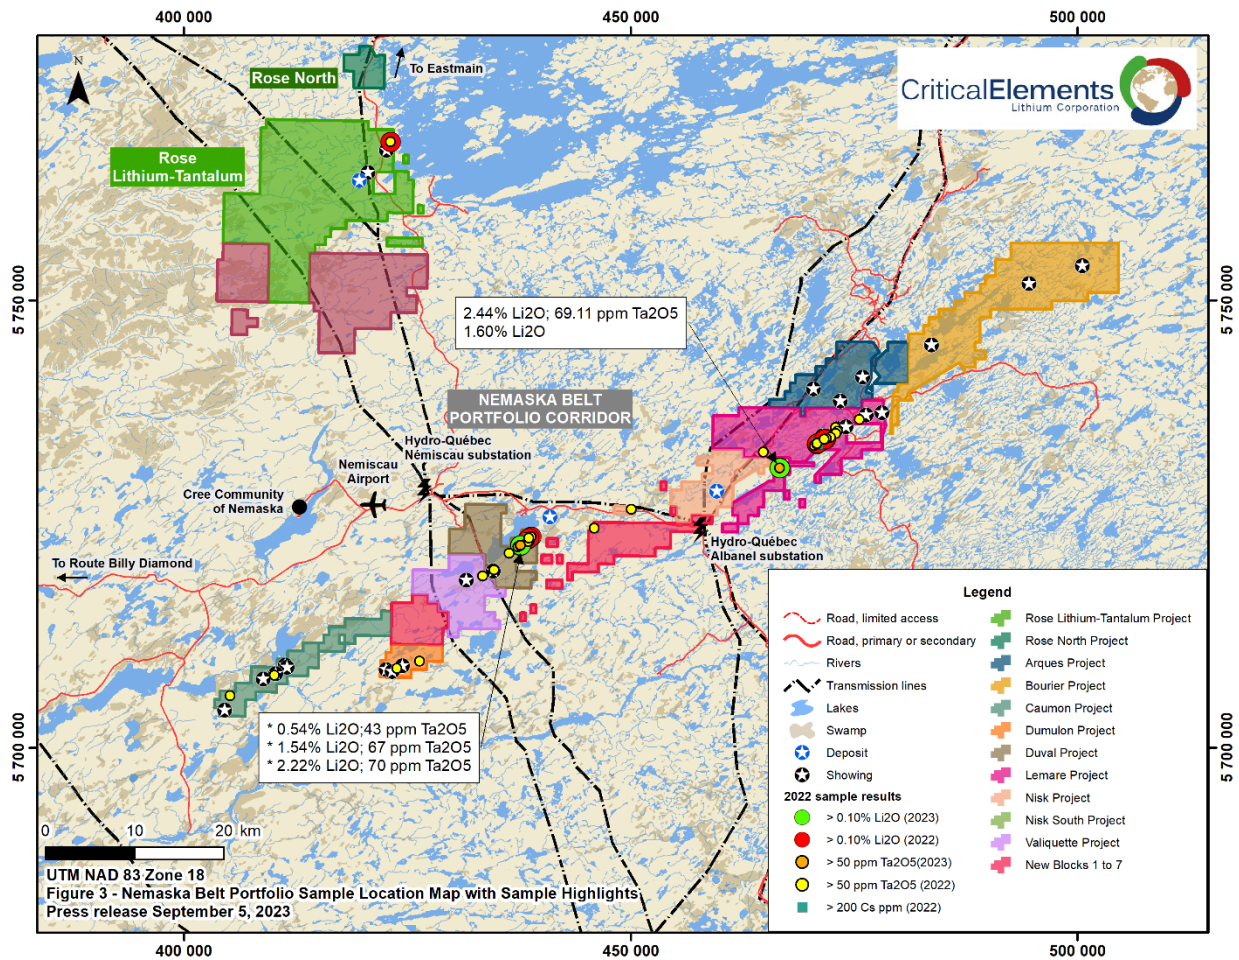 400 000
450 000
500 000
N
Rose North
To Eastmain
CriticalElements
Lithium Corporation
Rose
Lithium-Tantalum
5 750 000
5 750 000
2.44% Li2O; 69.11 ppm Ta2O5
1.60% Li2O
NEMASKA BELT
PORTFOLIO CORRIDOR
Hydro-Québec
Némiscau substation
Nemiscau
Airport
Cree Community
of Nemaska
Hydro-Québec
Albanel substation
To Route Billy Diamond
* 0.54% Li2O;43 ppm Ta2O5
* 1.54% Li2O; 67 ppm Ta2O5
* 2.22% Li2O; 70 ppm Ta2O5
5 700 000
5 700 000
Legend
Road, limited access
Road, primary or secondary
Rivers
Transmission lines
Lakes
Swamp
Deposit
Showing
2022 sample results
> 0.10% Li2O (2023)
> 0.10% Li2O (2022)
> 50 ppm Ta2O5(2023)
> 50 ppm Ta2O5 (2022)
> 200 Cs ppm (2022)
Rose Lithium-Tantalum Project
Rose North Project
Arques Project
Bourier Project
Caumon Project
Dumulon Project
Duval Project
Lemare Project
Nisk Project
Nisk South Project
Valiquette Project
New Blocks 1 to 7
0 10 20 km
UTM NAD 83 Zone 18
Figure 3 - Nemaska Belt Portfolio Sample Location Map with Sample Highlights
Press release September 5, 2023
400 000
450 000
500 000